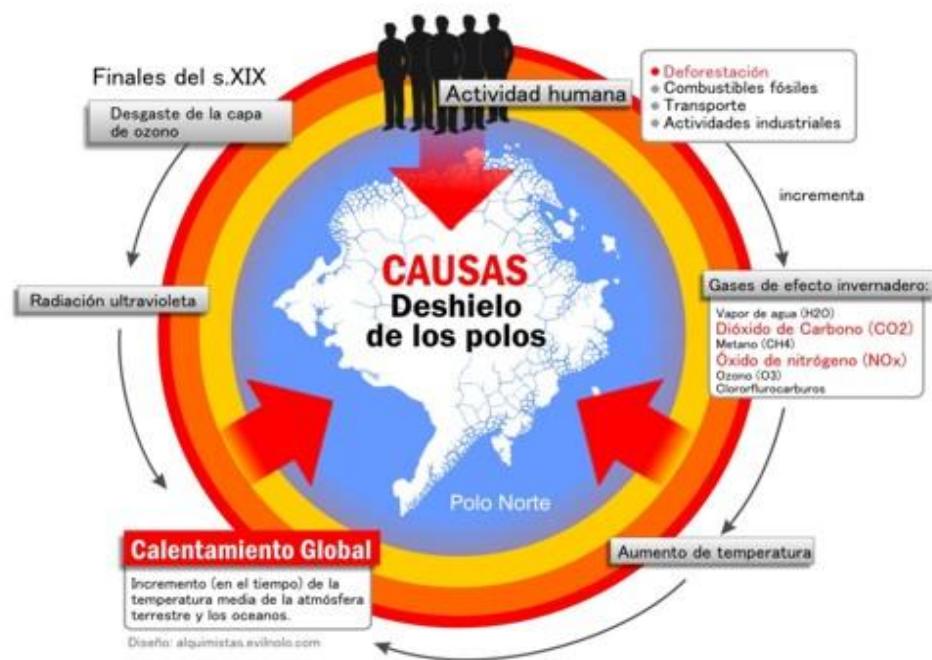 Finales del s.XIX
Desgaste de la capa
de ozono
Actividad humana
Deforestación
Combustibles fósiles
Transporte
Actividades industriales
incrementa
Radiación ultravioleta
CAUSAS
Deshielo
de los polos
Gases de efecto invernadero:
Vapor de agua (H2O)
Dióxido de Carbono (CO2)
Metano (CH4)
Óxido de nitrógeno (NOx)
Ozono (O3)
Clororflurocarburos
Polo Norte
Aumento de temperatura
Calentamiento Global
Incremento (en el tiempo) de la
temperatura media de la atmósfera
terrestre y los oceanos.
Diseño: alquimistas.evilnolo.com